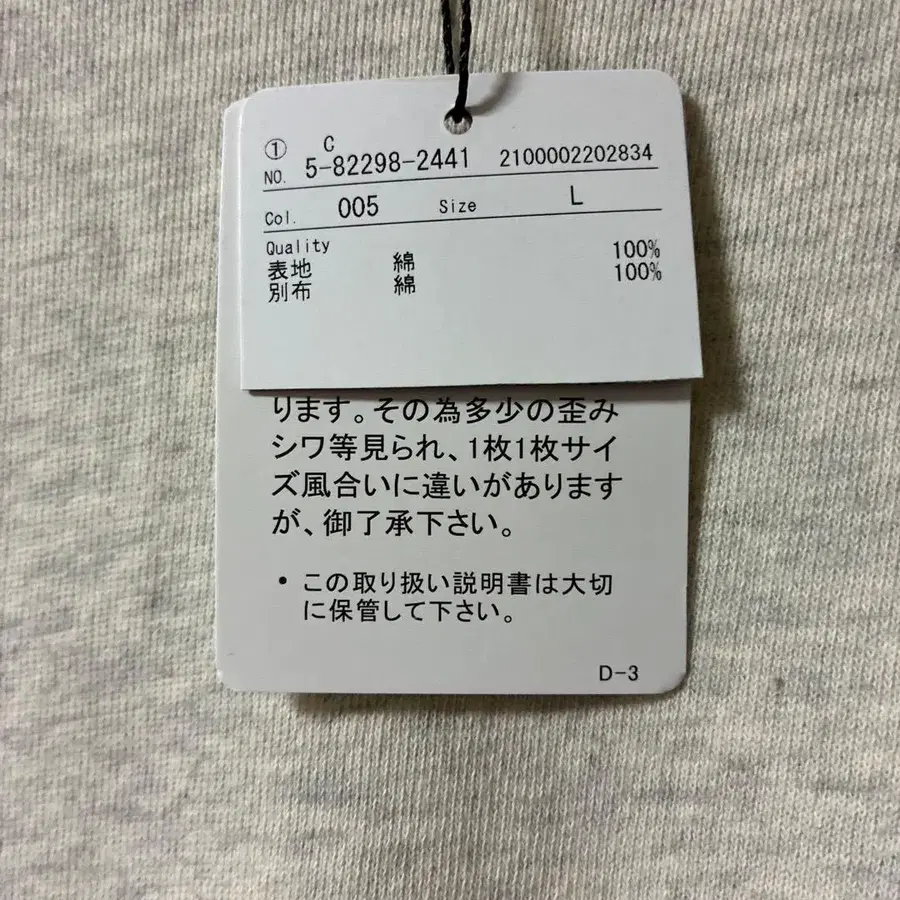 ① C
NO. 5-82298-2441 2100002202834
Col. 005 Size L
Quality
表地 綿 100%
別布 綿 100%
ります。その為多少の歪み
シワ等見られ、1枚1枚サイ
ズ風合いに違いがあります
が、御了承下さい。
・この取り扱い説明書は大切
に保管して下さい。
D-3